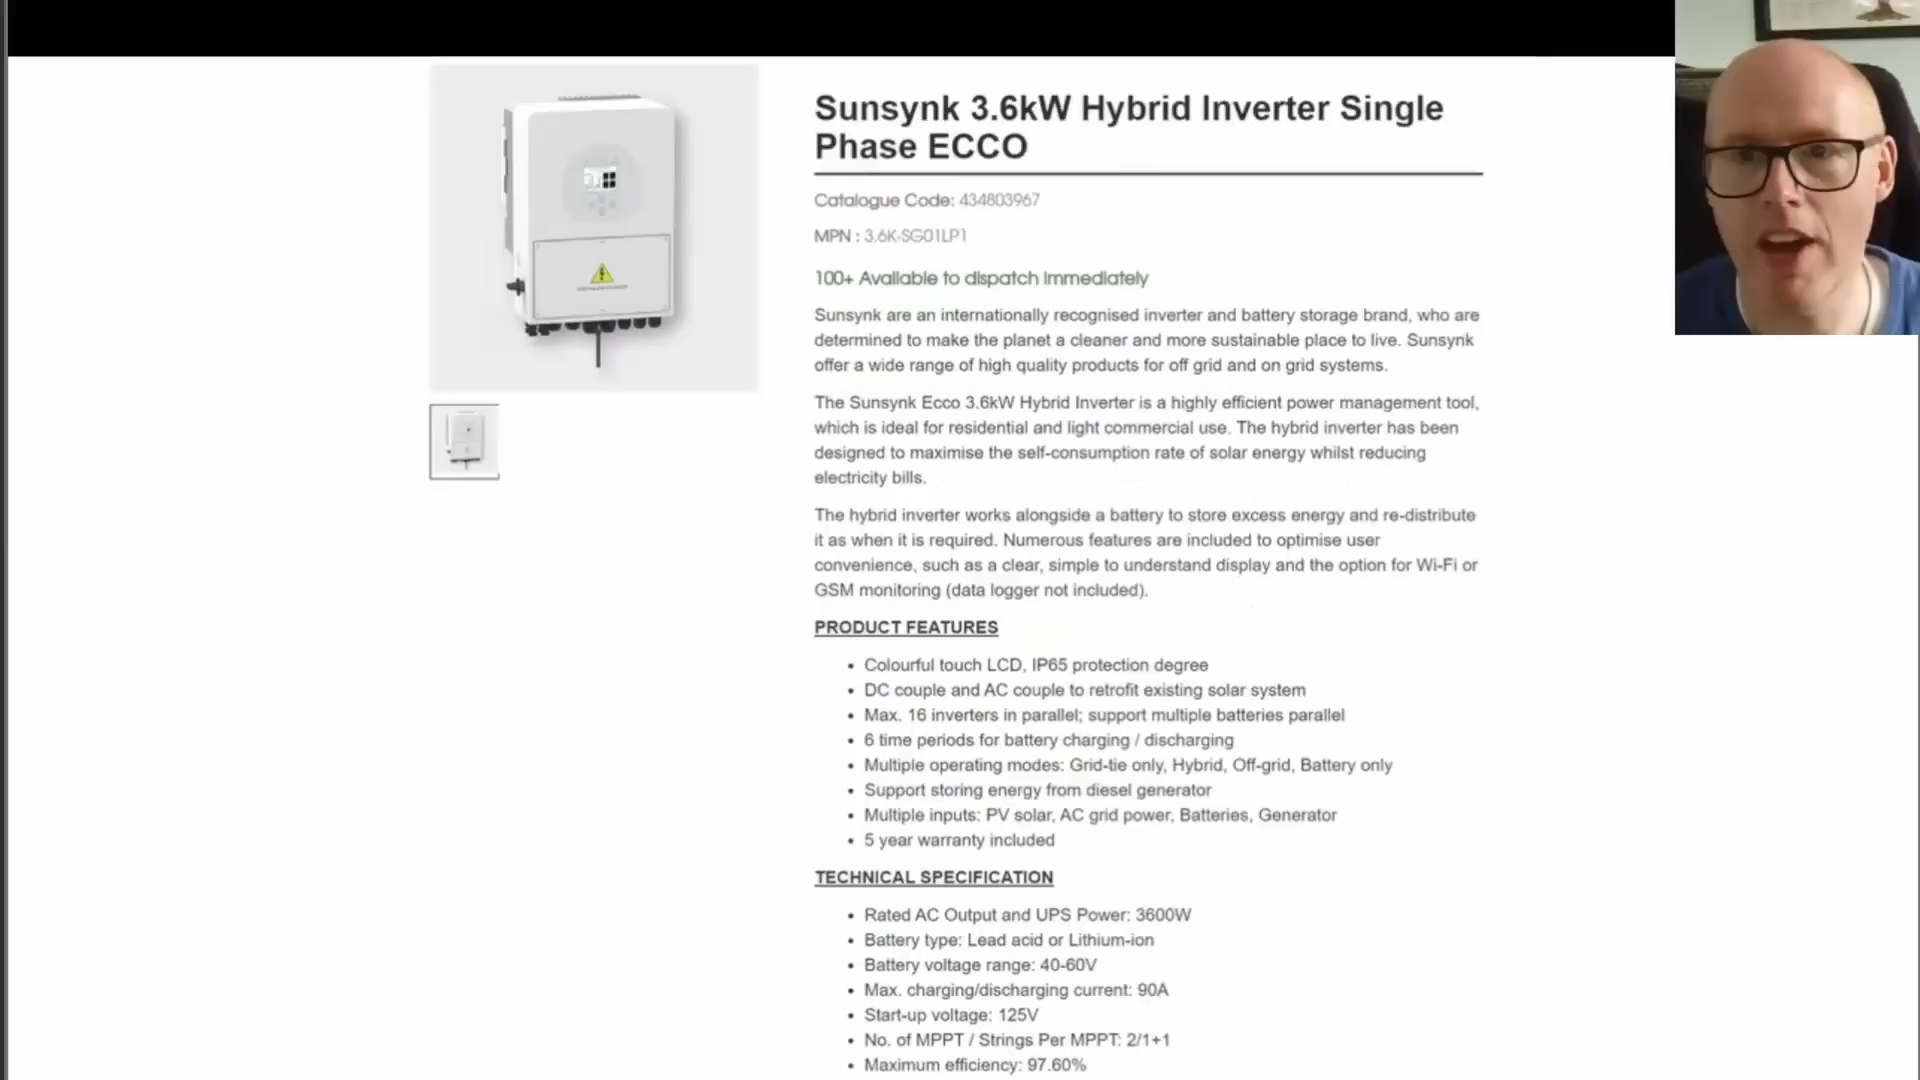 Sunsynk 3.6kW Hybrid Inverter Single
Phase ECCO
Catalogue Code: 434803967
MPN : 3.6K-SG01LP1
100+ Available to dispatch immediately
Sunsynk are an internationally recognised inverter and battery storage brand, who are
determined to make the planet a cleaner and more sustainable place to live. Sunsynk
offer a wide range of high quality products for off grid and on grid systems.
The Sunsynk Ecco 3.6kW Hybrid Inverter is a highly efficient power management tool,
which is ideal for residential and light commercial use. The hybrid inverter has been
designed to maximise the self-consumption rate of solar energy whilst reducing
electricity bills.
The hybrid inverter works alongside a battery to store excess energy and re-distribute
it as when it is required. Numerous features are included to optimise user
convenience, such as a clear, simple to understand display and the option for Wi-Fi or
GSM monitoring (data logger not included).
PRODUCT FEATURES
• Colourful touch LCD, IP65 protection degree
• DC couple and AC couple to retrofit existing solar system
• Max. 16 inverters in parallel; support multiple batteries parallel
• 6 time periods for battery charging / discharging
• Multiple operating modes: Grid-tie only, Hybrid, Off-grid, Battery only
• Support storing energy from diesel generator
• Multiple inputs: PV solar, AC grid power, Batteries, Generator
• 5 year warranty included
TECHNICAL SPECIFICATION
• Rated AC Output and UPS Power: 3600W
• Battery type: Lead acid or Lithium-ion
• Battery voltage range: 40-60V
• Max. charging/discharging current: 90A
• Start-up voltage: 125V
• No. of MPPT / Strings Per MPPT: 2/1+1
• Maximum efficiency: 97.60%